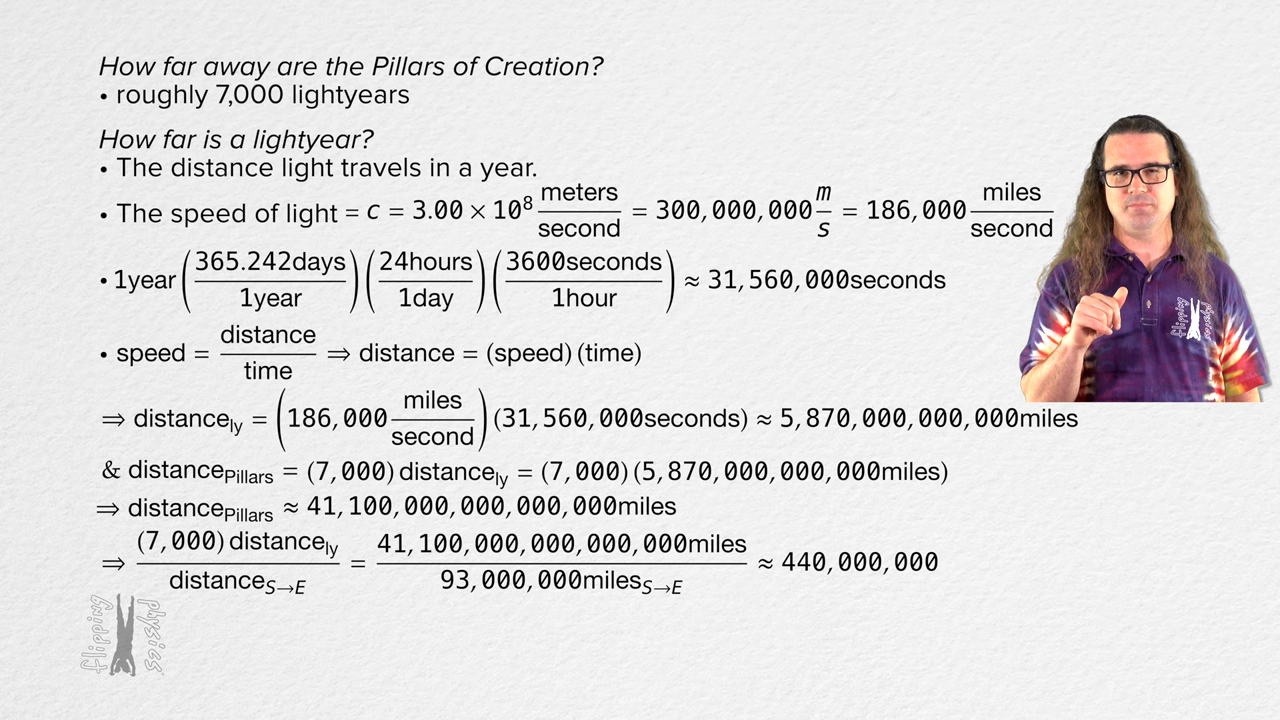 How far away are the Pillars of Creation?
• roughly 7,000 lightyears
How far is a lightyear?
• The distance light travels in a year.
• The speed of light = c = 3.00 × 10⁸ meters/second = 300,000,000 m/s = 186,000 miles/second
• 1year (365.242days/1year) (24hours/1day) (3600seconds/1hour) ≈ 31,560,000seconds
• speed = distance/time ⇒ distance = (speed)(time)
⇒ distance_ly = (186,000 miles/second) (31,560,000seconds) ≈ 5,870,000,000,000miles
& distance_Pillars = (7,000) distance_ly = (7,000)(5,870,000,000,000miles)
⇒ distance_Pillars ≈ 41,100,000,000,000,000miles
⇒ (7,000) distance_ly/distance_S→E = 41,100,000,000,000,000miles/93,000,000miles_S→E ≈ 440,000,000
flipping physics
flipping physics